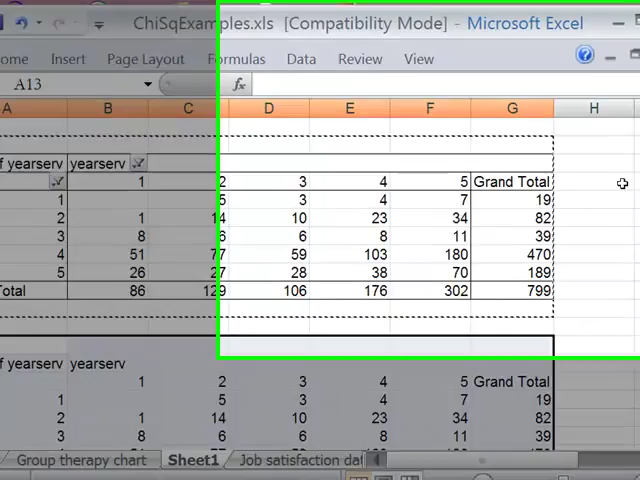 ChiSqExamples.xls [Compatibility Mode] - Microsoft Excel
ome Insert Page Layout Formulas Data Review View
A13 fx
A B C D E F G H
f yearserv yearserv
1 2 3 4 5 Grand Total
1 5 3 4 7 19
2 1 14 10 23 34 82
3 8 6 6 8 11 39
4 51 77 59 103 180 470
5 26 27 28 38 70 189
Total 86 129 106 176 302 799
f yearserv yearserv
1 2 3 4 5 Grand Total
1 5 3 4 7 19
2 1 14 10 23 34 82
3 8 6 6 8 11 39
Group therapy chart Sheet1 Job satisfaction dat